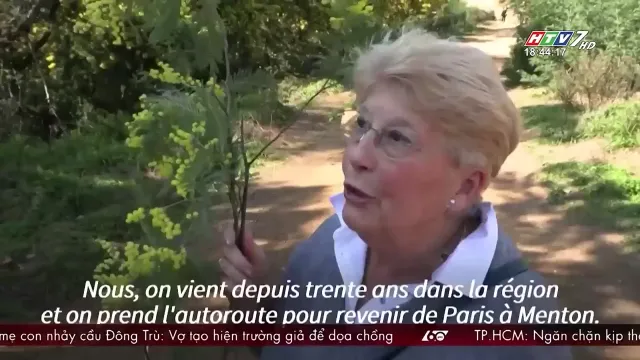 HTV7 HD
18:44:17
Nous, on vient depuis trente ans dans la région
et on prend l'autoroute pour revenir de Paris à Menton.
mẹ con nhảy cầu Đông Trù: Vợ tạo hiện trường giả để dọa chồng 60 TP.HCM: Ngăn chặn kịp th